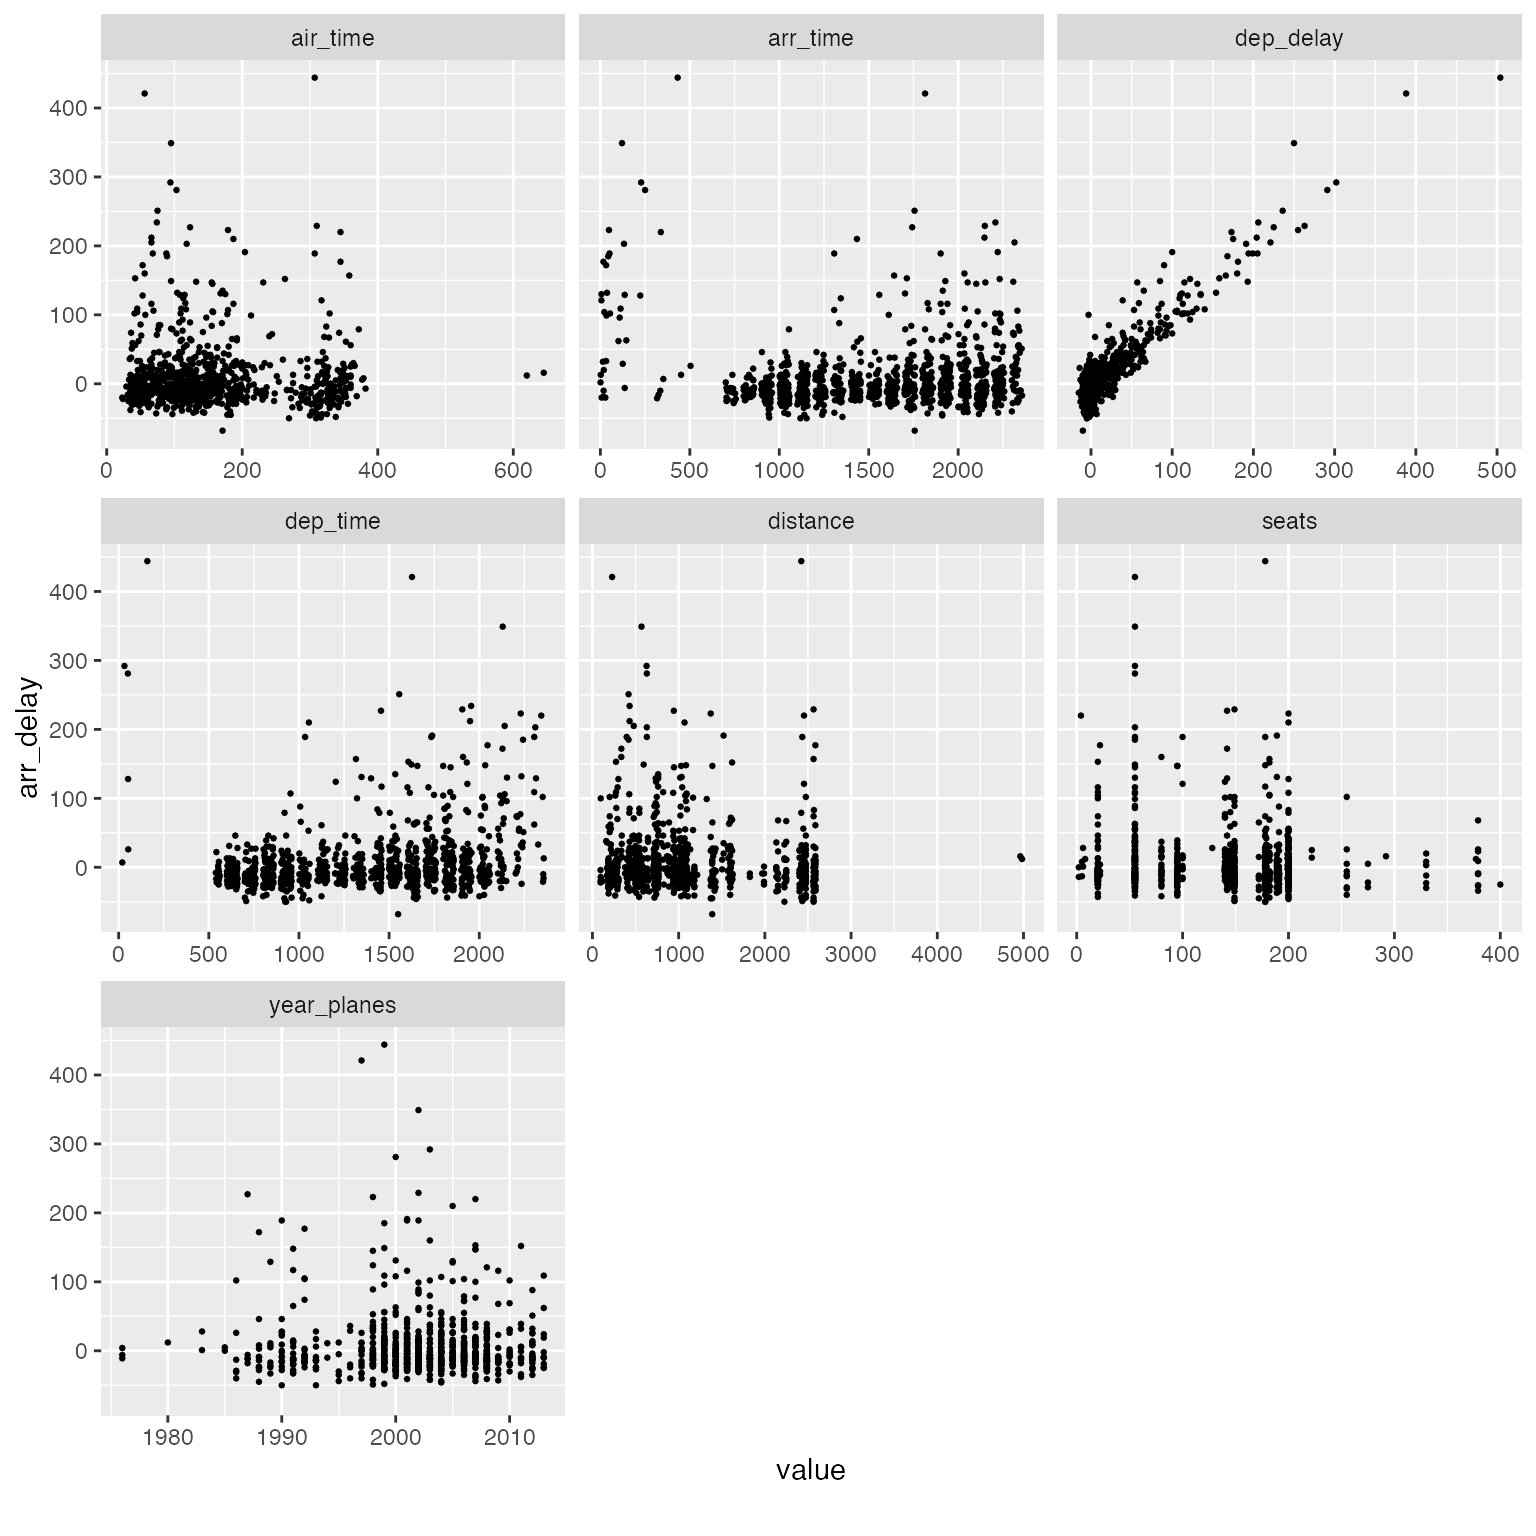 air_time arr_time dep_delay
400
300
200
100
0
0 200 400 600 0 500 1000 1500 2000 0 100 200 300 400 500
dep_time distance seats
400
300
200
100
0
0 500 1000 1500 2000 0 1000 2000 3000 4000 5000 0 100 200 300 400
arr_delay
year_planes
400
300
200
100
0
1980 1990 2000 2010
value